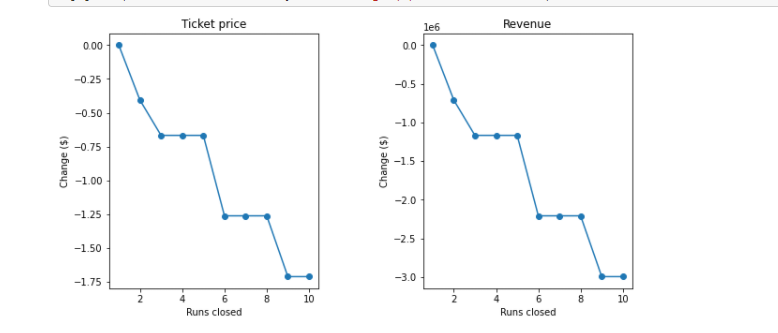 Ticket price
0.00
−0.25
−0.50
−0.75
−1.00
−1.25
−1.50
−1.75
Change ($)
2 4 6 8 10
Runs closed
Revenue
1e6
0.0
−0.5
−1.0
−1.5
−2.0
−2.5
−3.0
Change ($)
2 4 6 8 10
Runs closed